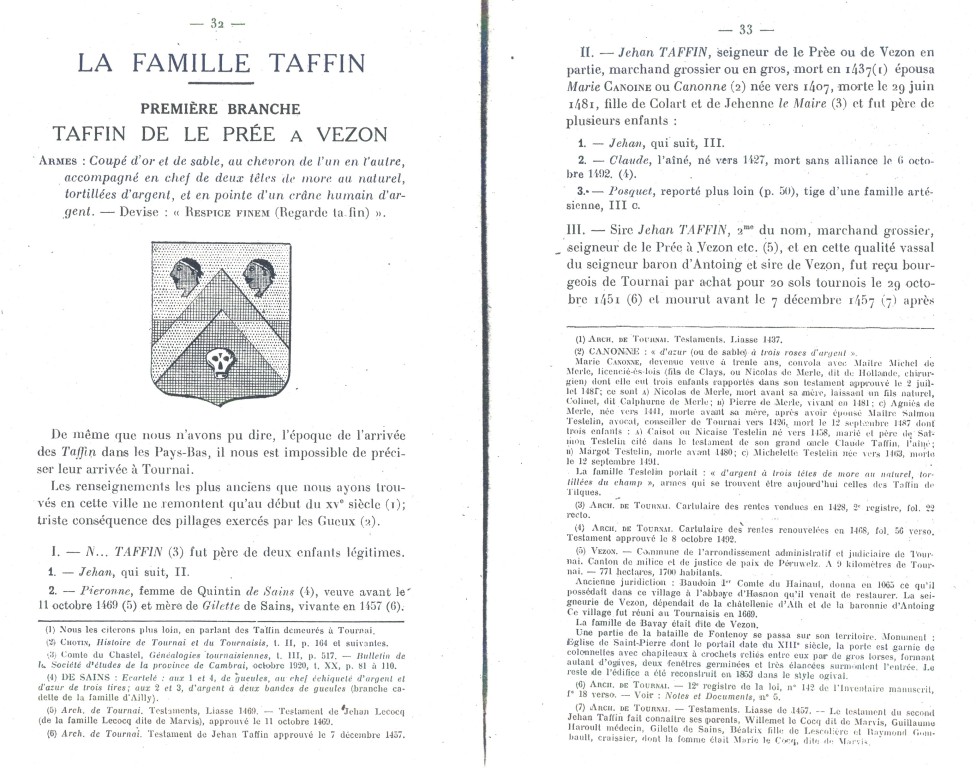 — 32 —
LA FAMILLE TAFFIN
PREMIÈRE BRANCHE
TAFFIN DE LE PRÉE A VEZON
ARMES : Coupé d'or et de sable, au chevron de l'un en l'autre,
accompagné en chef de deux têtes de more au naturel,
tortillées d'argent, et en pointe d'un crâne humain d'ar-
gent. — Devise : « RESPICE FINEM (Regarde ta fin) ».
De même que nous n'avons pu dire, l'époque de l'arrivée
des Taffin dans les Pays-Bas, il nous est impossible de préci-
ser leur arrivée à Tournai.
Les renseignements les plus anciens que nous ayons trou-
vés en cette ville ne remontent qu'au début du XVe siècle (1);
triste conséquence des pillages exercés par les Gueux (2).
I. — N... TAFFIN (3) fut père de deux enfants légitimes.
1. — Jehan, qui suit, II.
2. — Pieronne, femme de Quintin de Sains (4), veuve avant le
11 octobre 1469 (5) et mère de Gilette de Sains, vivante en 1457 (6).
(1) Nous les citerons plus loin, en parlant des Taffin demeurés à Tournai.
(2) CHOTIN, Histoire de Tournai et du Tournaisis, t. II, p. 164 et suivantes.
(3) Comte du Chastel, Généalogies tournaisiennes, t. III, p. 517. — Bulletin de
la Société d'études de la province de Cambrai, octobre 1920, t. XX, p. 81 à 110.
(4) DE SAINS : Ecartelé : aux 1 et 4, de gueules, au chef échiqueté d'argent et
d'azur de trois tires; aux 2 et 3, d'argent à deux bandes de gueules (branche ca-
dette de la famille d'Ailly).
(5) Arch. de Tournai, Testaments, Liasse 1469. — Testament de Jehan Lecocq
(de la famille Lecocq dite de Marvis), approuvé le 11 octobre 1469.
(6) Arch. de Tournai. Testament de Jehan Taffin approuvé le 7 décembre 1457.
— 33 —
II. — Jehan TAFFIN, seigneur de le Prèe ou de Vezon en
partie, marchand grossier ou en gros, mort en 1437(1) épousa
Marie CANOINE ou Canonne (2) née vers 1407, morte le 29 juin
1481, fille de Colart et de Jehenne le Maire (3) et fut père de
plusieurs enfants :
1. — Jehan, qui suit, III.
2. — Claude, l'aîné, né vers 1427, mort sans alliance le 6 octo-
bre 1492. (4).
3. — Posquet, reporté plus loin (p. 50), tige d'une famille arté-
sienne, III c.
III. — Sire Jehan TAFFIN, 2me du nom, marchand grossier,
seigneur de le Prée à Vezon etc. (5), et en cette qualité vassal
du seigneur baron d'Antoing et sire de Vezon, fut reçu bour-
geois de Tournai par achat pour 20 sols tournois le 29 octo-
bre 1451 (6) et mourut avant le 7 décembre 1457 (7) après
(1) ARCH. DE TOURNAI. Testaments. Liasse 1437.
(2) CANONNE : « d'azur (ou de sable) à trois roses d'argent ».
Marie CANONNE, devenue veuve à trente ans, convola avec Maître Michel de
Merle, licencié-ès-lois (fils de Clays, ou Nicolas de Merle, dit de Hollande, chirur-
gien) dont elle eut trois enfants rapportés dans son testament approuvé le 2 juil-
let 1481; ce sont A) Nicolas de Merle, mort avant sa mère, laissant un fils naturel,
Colinet, dit Calphurne de Merle; B) Pierre de Merle, vivant en 1481; C) Agniès de
Merle, née vers 1441, morte avant sa mère, après avoir épousé Maître Salmon
Testelin, avocat, conseiller de Tournai vers 1426, mort le 12 septembre 1487 dont
trois enfants : A) Caisol ou Nicaise Testelin né vers 1458, marié et père de Sal-
mon Testelin cité dans le testament de son grand oncle Claude Taffin, l'aîné;
B) Margot Testelin, morte avant 1480; C) Michelette Testelin née vers 1463, morte
le 12 septembre 1491.
La famille Testelin portait : « d'argent à trois têtes de more au naturel, tor-
tillées du champ », armes qui se trouvent être aujourd'hui celles des Taffin de
Tilques.
(3) ARCH. DE TOURNAI. Cartulaire des rentes vendues en 1428, 2e registre, fol. 22
recto.
(4) ARCH. DE TOURNAI. Cartulaire des rentes renouvelées en 1468, fol. 56 verso.
Testament approuvé le 8 octobre 1492.
(5) VEZON. — Commune de l'arrondissement administratif et judiciaire de Tour-
nai. Canton de milice et de justice de paix de Péruwelz. A 9 kilomètres de Tour-
nai. — 771 hectares, 1700 habitants.
Ancienne juridiction : Baudoin 1er Comte du Hainaut, donna en 1065 ce qu'il
possédait dans ce village à l'abbaye d'Hasnon qu'il venait de restaurer. La sei-
gneurie de Vezon, dépendait de la châtellenie d'Ath et de la baronnie d'Antoing
Ce village fut réuni au Tournaisis en 1669.
La famille de Bavay était dite de Vezon.
Une partie de la bataille de Fontenoy se passa sur son territoire. Monument :
Église de Saint-Pierre dont le portail date du XIIIe siècle, la porte est garnie de
colonnettes avec chapiteaux à crochets reliés entre eux par de gros lorses, formant
autant d'ogives, deux fenêtres germinées et très élancées surmontent l'entrée. Le
reste de l'édifice a été reconstruit en 1853 dans le style ogival.
(6) ARCH. DE TOURNAI. — 12e registre de la loi, no 142 de l'Inventaire manuscrit,
fo 18 verso. — Voir : Notes et Documents, no 5.
(7) ARCH. DE TOURNAI. — Testaments. Liasse de 1457. — Le testament du second
Jehan Taffin fait connaître ses parents, Willemet le Cocq dit de Marvis, Guillaume
Haroult médecin, Gilette de Sains, Béatrix fille de Lescolière et Raymond Gom-
bault, craissier, dont la femme était Marie le Cocq, dite de Marvis.